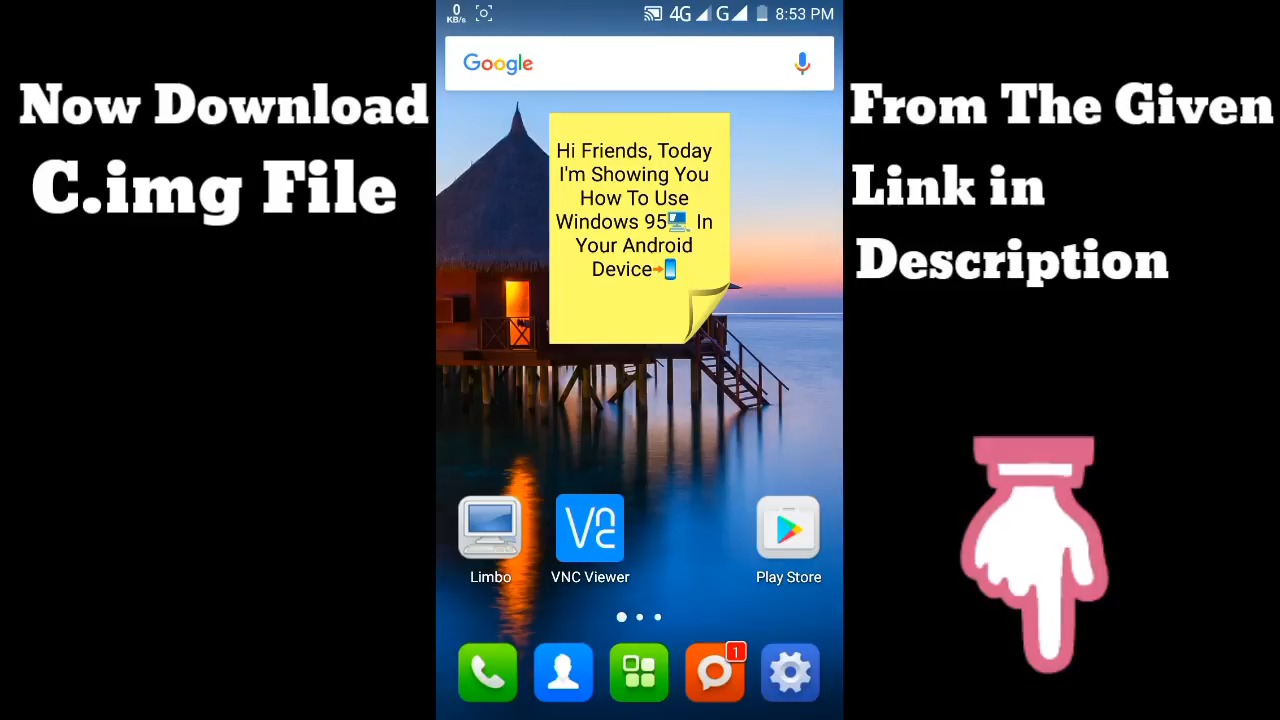 Now Download
C.img File
0
KB/s
4G
G
8:53 PM
Google
Hi Friends, Today
I'm Showing You
How To Use
Windows 95 In
Your Android
Device
Limbo
VNC Viewer
Play Store
1
From The Given
Link in
Description